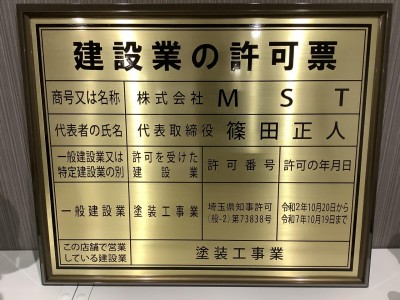 建設業の許可票
商号又は名称 株式会社 MST
代表者の氏名 代表取締役 篠田正人
一般建設業又は特定建設業の別 許可を受けた建設業 許可番号 許可の年月日
一般建設業 塗装工事業 埼玉県知事許可(般-2)第73838号 令和2年10月20日から令和7年10月19日まで
この店舗で営業している建設業 塗装工事業